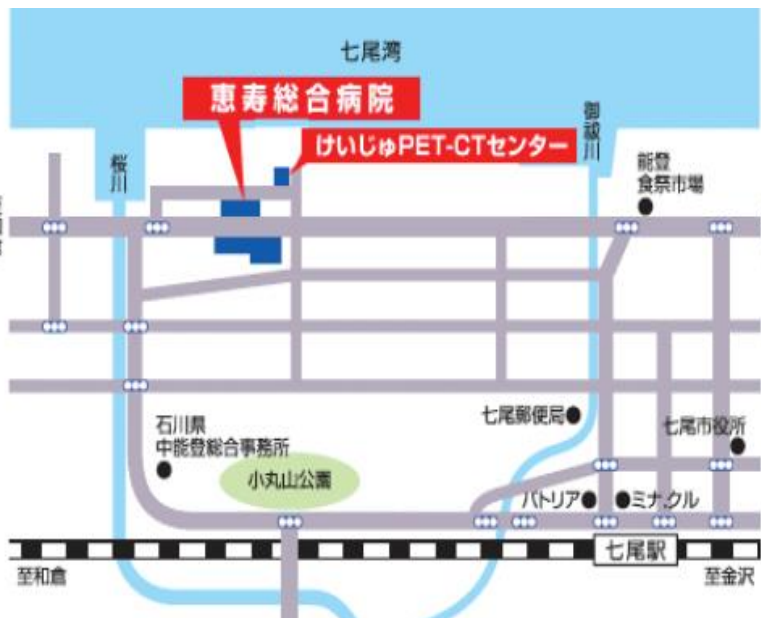 七尾湾
恵寿総合病院
けいじゅPET-CTセンター
桜川
御祓川
能登
食祭市場
石川県
中能登総合事務所
小丸山公園
七尾郵便局
七尾市役所
パトリア
ミナ.クル
七尾駅
至和倉
至金沢